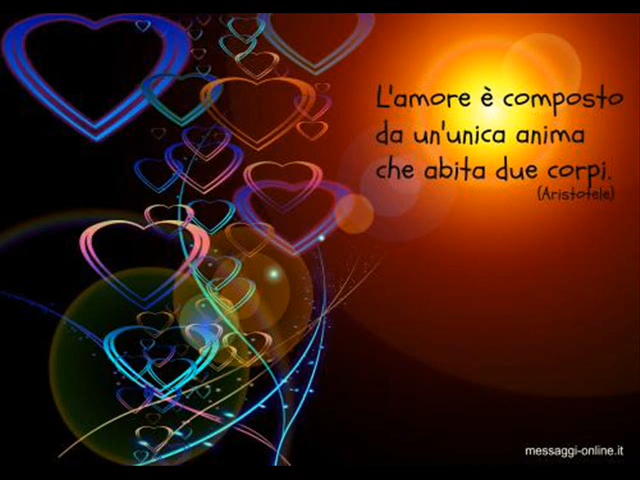 L'amore è composto
da un'unica anima
che abita due corpi.
(Aristotele)
messaggi-online.it